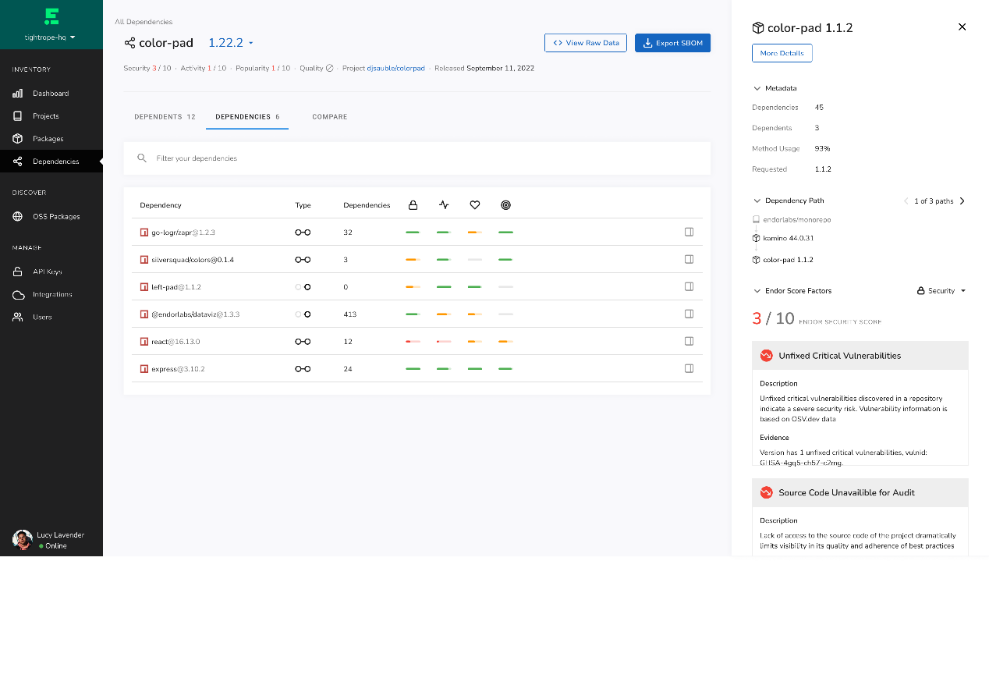 tightrope-hq
INVENTORY
Dashboard
Projects
Packages
Dependencies
DISCOVER
OSS Packages
MANAGE
API Keys
Integrations
Users
Lucy Lavender
Online
All Dependencies
color-pad 1.22.2
View Raw Data
Export SBOM
Security 3 / 10 · Activity 1 / 10 · Popularity 1 / 10 · Quality · Project djsauble/colorpad · Released September 11, 2022
DEPENDENTS 12 DEPENDENCIES 6 COMPARE
Filter your dependencies
Dependency Type Dependencies
go-logr/zapr@1.2.3 32
silversquad/colors@0.1.4 3
left-pad@1.1.2 0
@endorlabs/dataviz@1.3.3 413
react@16.13.0 12
express@3.10.2 24
color-pad 1.1.2
More Details
Metadata
Dependencies 45
Dependents 3
Method Usage 93%
Requested 1.1.2
Dependency Path 1 of 3 paths
enderlabs/monorepo
kamino 44.0.31
color-pad 1.1.2
Endor Score Factors Security
3 / 10 ENDOR SECURITY SCORE
Unfixed Critical Vulnerabilities
Description
Unfixed critical vulnerabilities discovered in a repository
indicate a severe security risk. Vulnerability information is
based on OSV.dev data
Evidence
Version has 1 unfixed critical vulnerabilities, vulnid:
Source Code Unavailible for Audit
Description
Lack of access to the source code of the project dramatically
limits visibility in its quality and adherence of best practices